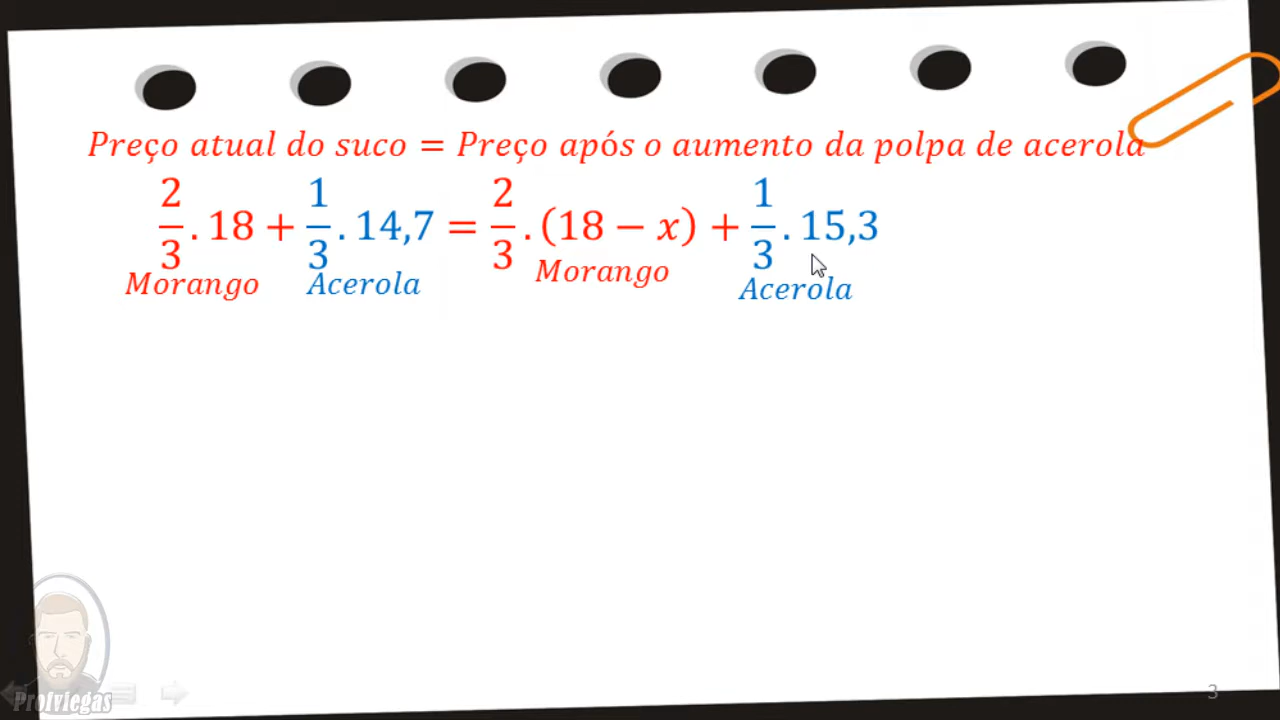 Preço atual do suco = Preço após o aumento da polpa de acerola
2/3 . 18 + 1/3 . 14,7 = 2/3 . (18 − x) + 1/3 . 15,3
Morango Acerola Morango Acerola
Profviegas
3